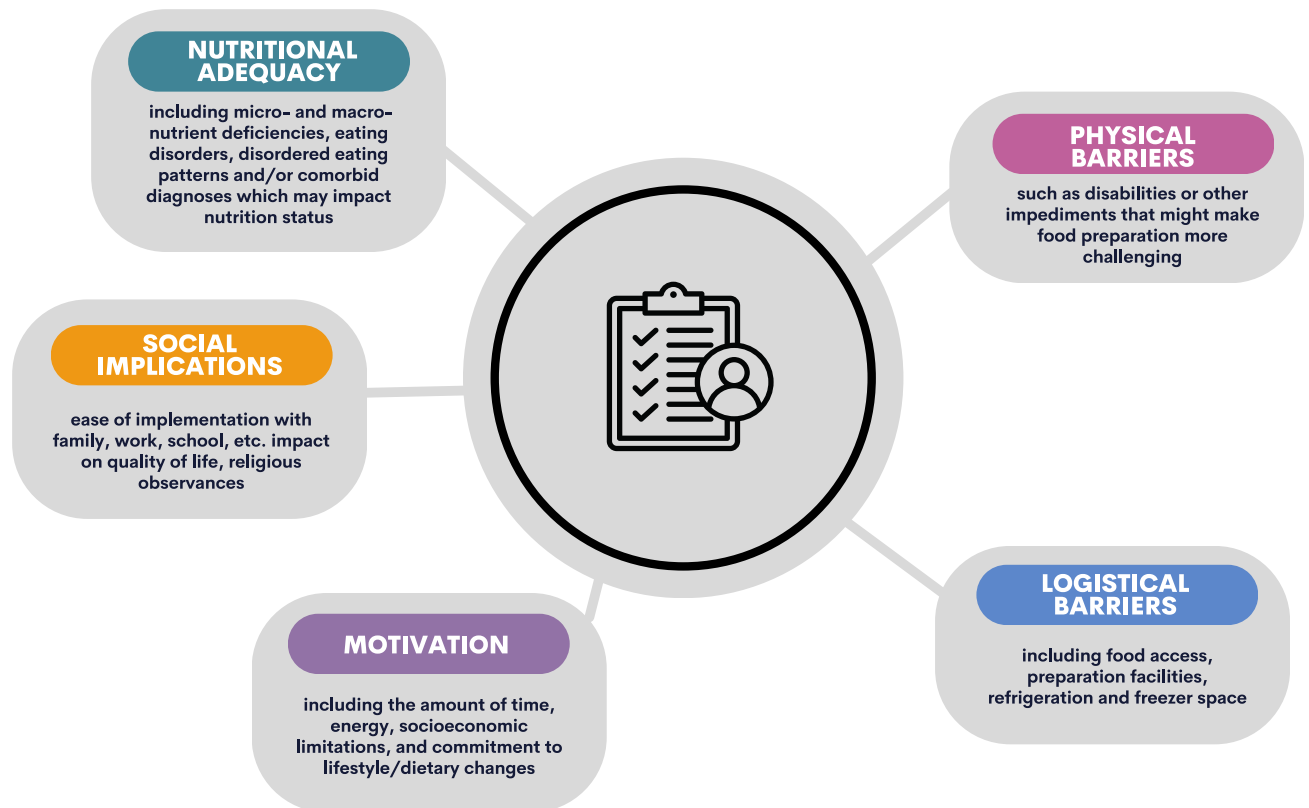 NUTRITIONAL
ADEQUACY
including micro- and macro-
nutrient deficiencies, eating
disorders, disordered eating
patterns and/or comorbid
diagnoses which may impact
nutrition status
PHYSICAL
BARRIERS
such as disabilities or other
impediments that might make
food preparation more
challenging
SOCIAL
IMPLICATIONS
ease of implementation with
family, work, school, etc. impact
on quality of life, religious
observances
LOGISTICAL
BARRIERS
including food access,
preparation facilities,
refrigeration and freezer space
MOTIVATION
including the amount of time,
energy, socioeconomic
limitations, and commitment to
lifestyle/dietary changes